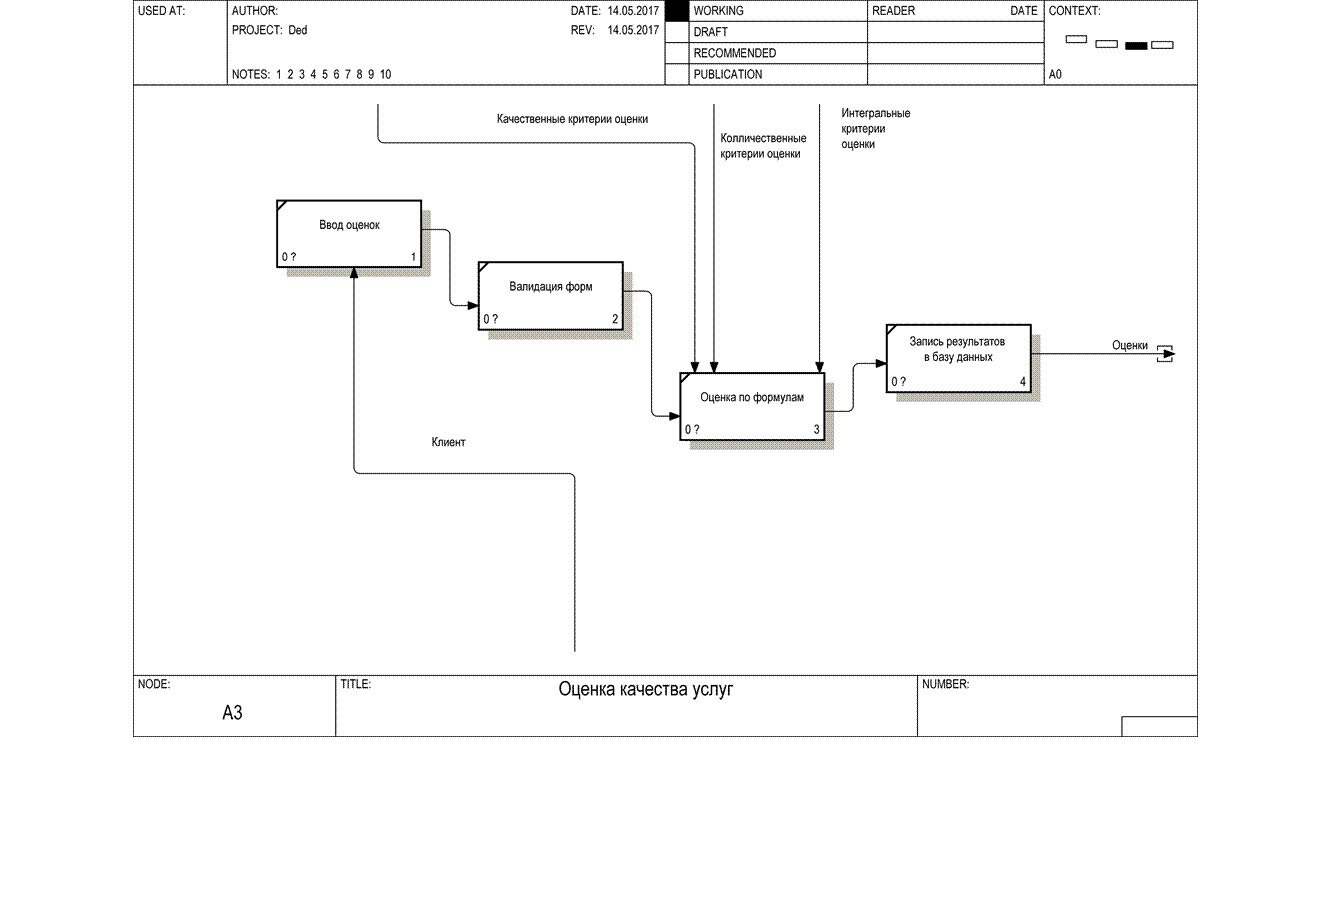 USED AT:
AUTHOR:
DATE: 14.05.2017
PROJECT: Ded
REV: 14.05.2017
NOTES: 1 2 3 4 5 6 7 8 9 10
WORKING
DRAFT
RECOMMENDED
PUBLICATION
READER
DATE
CONTEXT:
A0
Качественные критерии оценки
Колличественные
критерии оценки
Интегральные
критерии
оценки
Ввод оценок
0 ?
1
Валидация форм
0 ?
2
Оценка по формулам
0 ?
3
Запись результатов
в базу данных
0 ?
4
Оценки
Клиент
NODE:
A3
TITLE:
Оценка качества услуг
NUMBER: